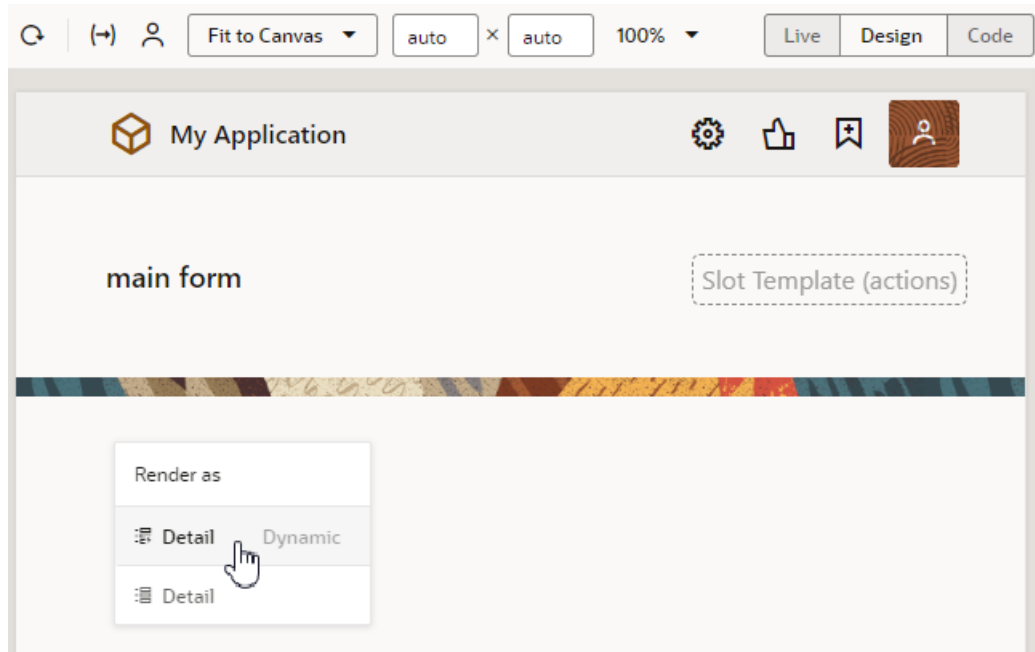 Fit to Canvas auto × auto 100% Live Design Code
My Application
main form Slot Template (actions)
Render as
Detail Dynamic
Detail